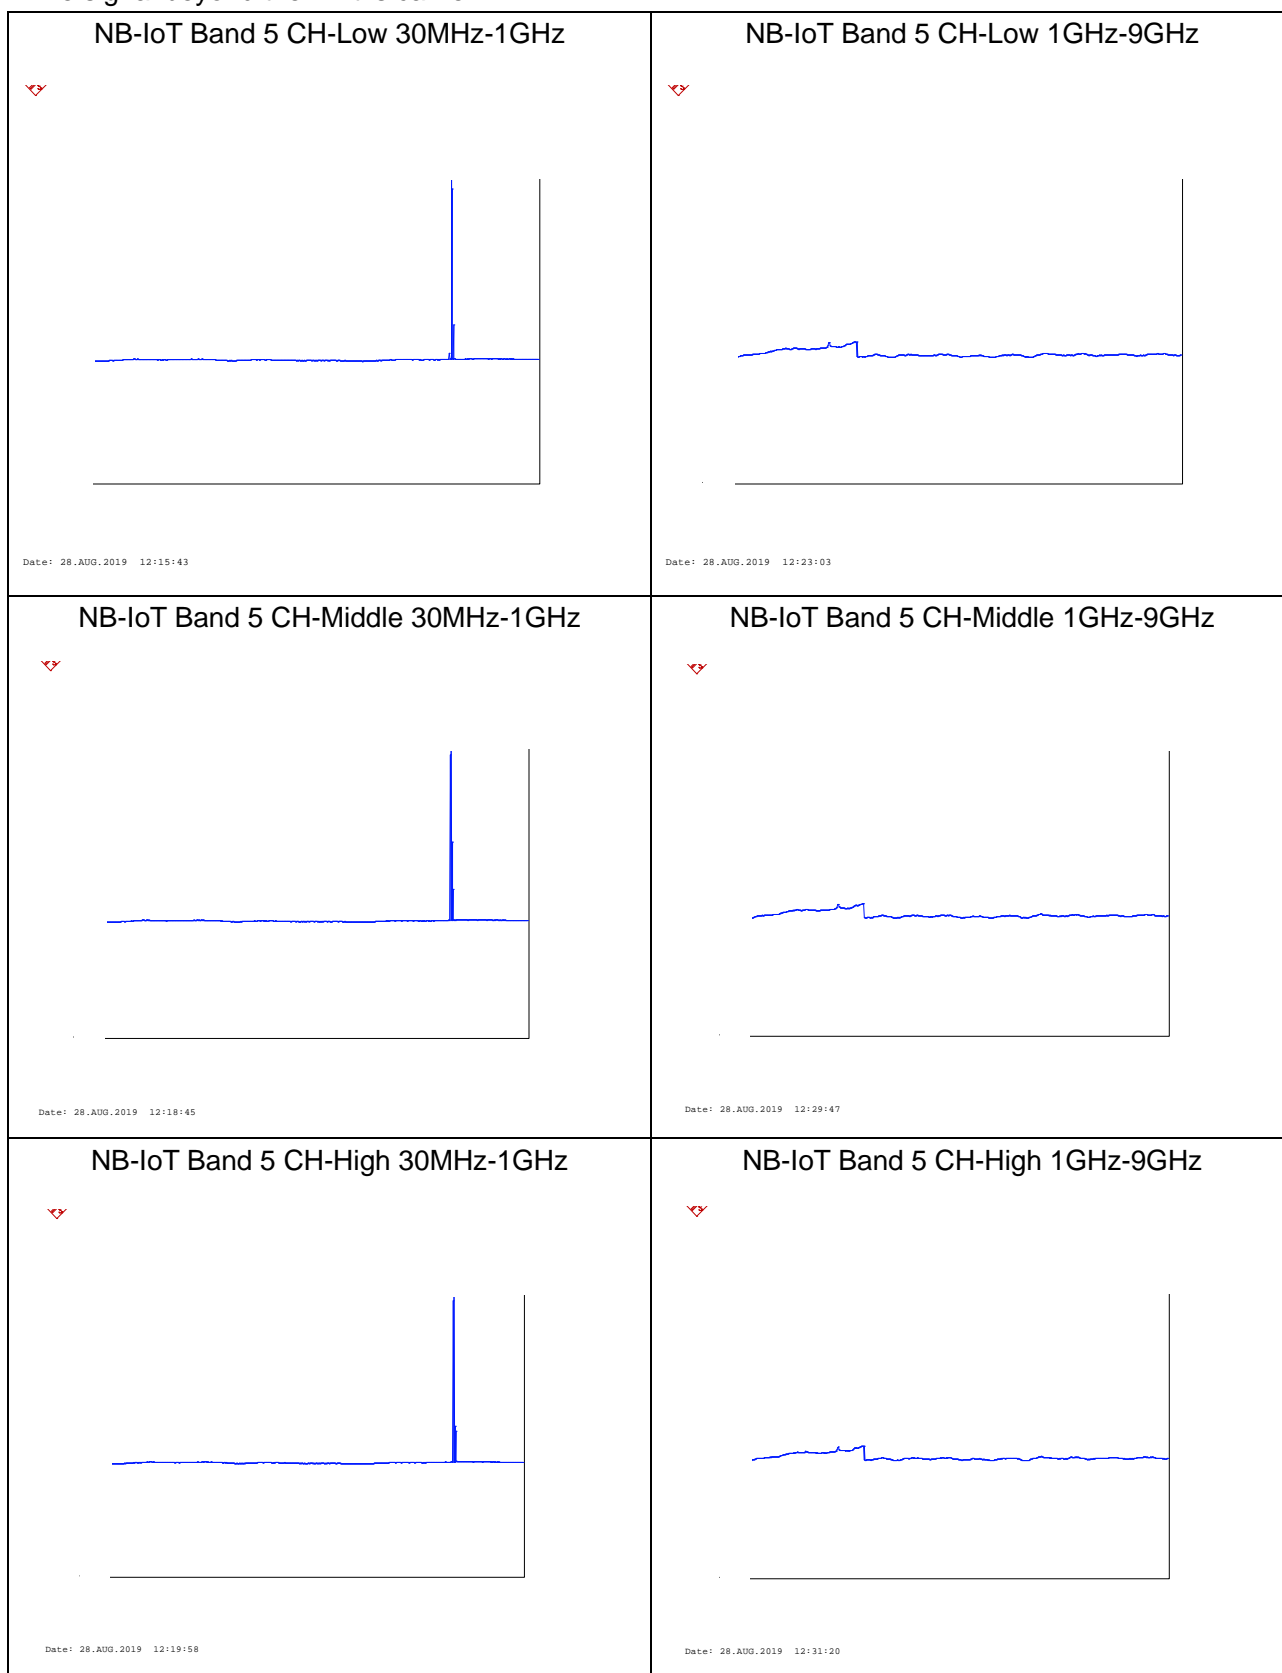 NB-IoT Band 5 CH-Low 30MHz-1GHz
NB-IoT Band 5 CH-Low 1GHz-9GHz
Date: 28.AUG.2019 12:15:43
Date: 28.AUG.2019 12:23:03
NB-IoT Band 5 CH-Middle 30MHz-1GHz
NB-IoT Band 5 CH-Middle 1GHz-9GHz
Date: 28.AUG.2019 12:18:45
Date: 28.AUG.2019 12:29:47
NB-IoT Band 5 CH-High 30MHz-1GHz
NB-IoT Band 5 CH-High 1GHz-9GHz
Date: 28.AUG.2019 12:19:58
Date: 28.AUG.2019 12:31:20